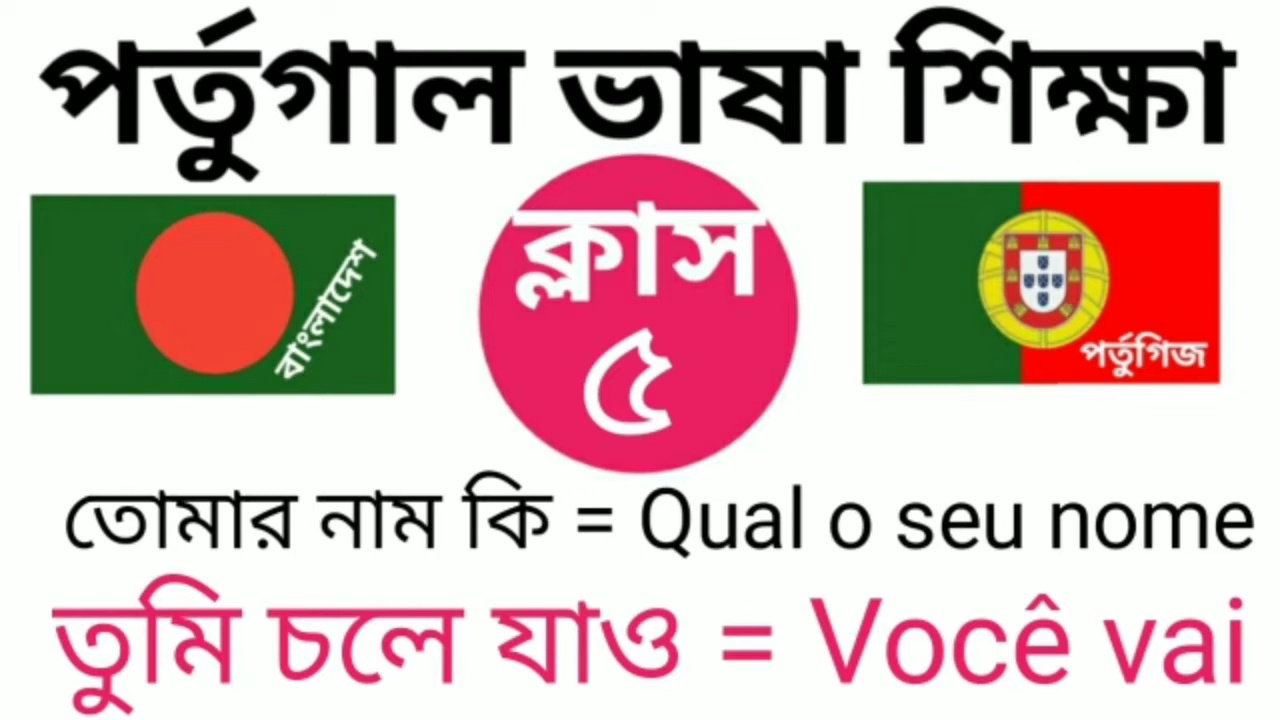 পর্তুগাল ভাষা শিক্ষা
বাংলাদেশ
ক্লাস
৫
পর্তুগিজ
তোমার নাম কি = Qual o seu nome
তুমি চলে যাও = Você vai